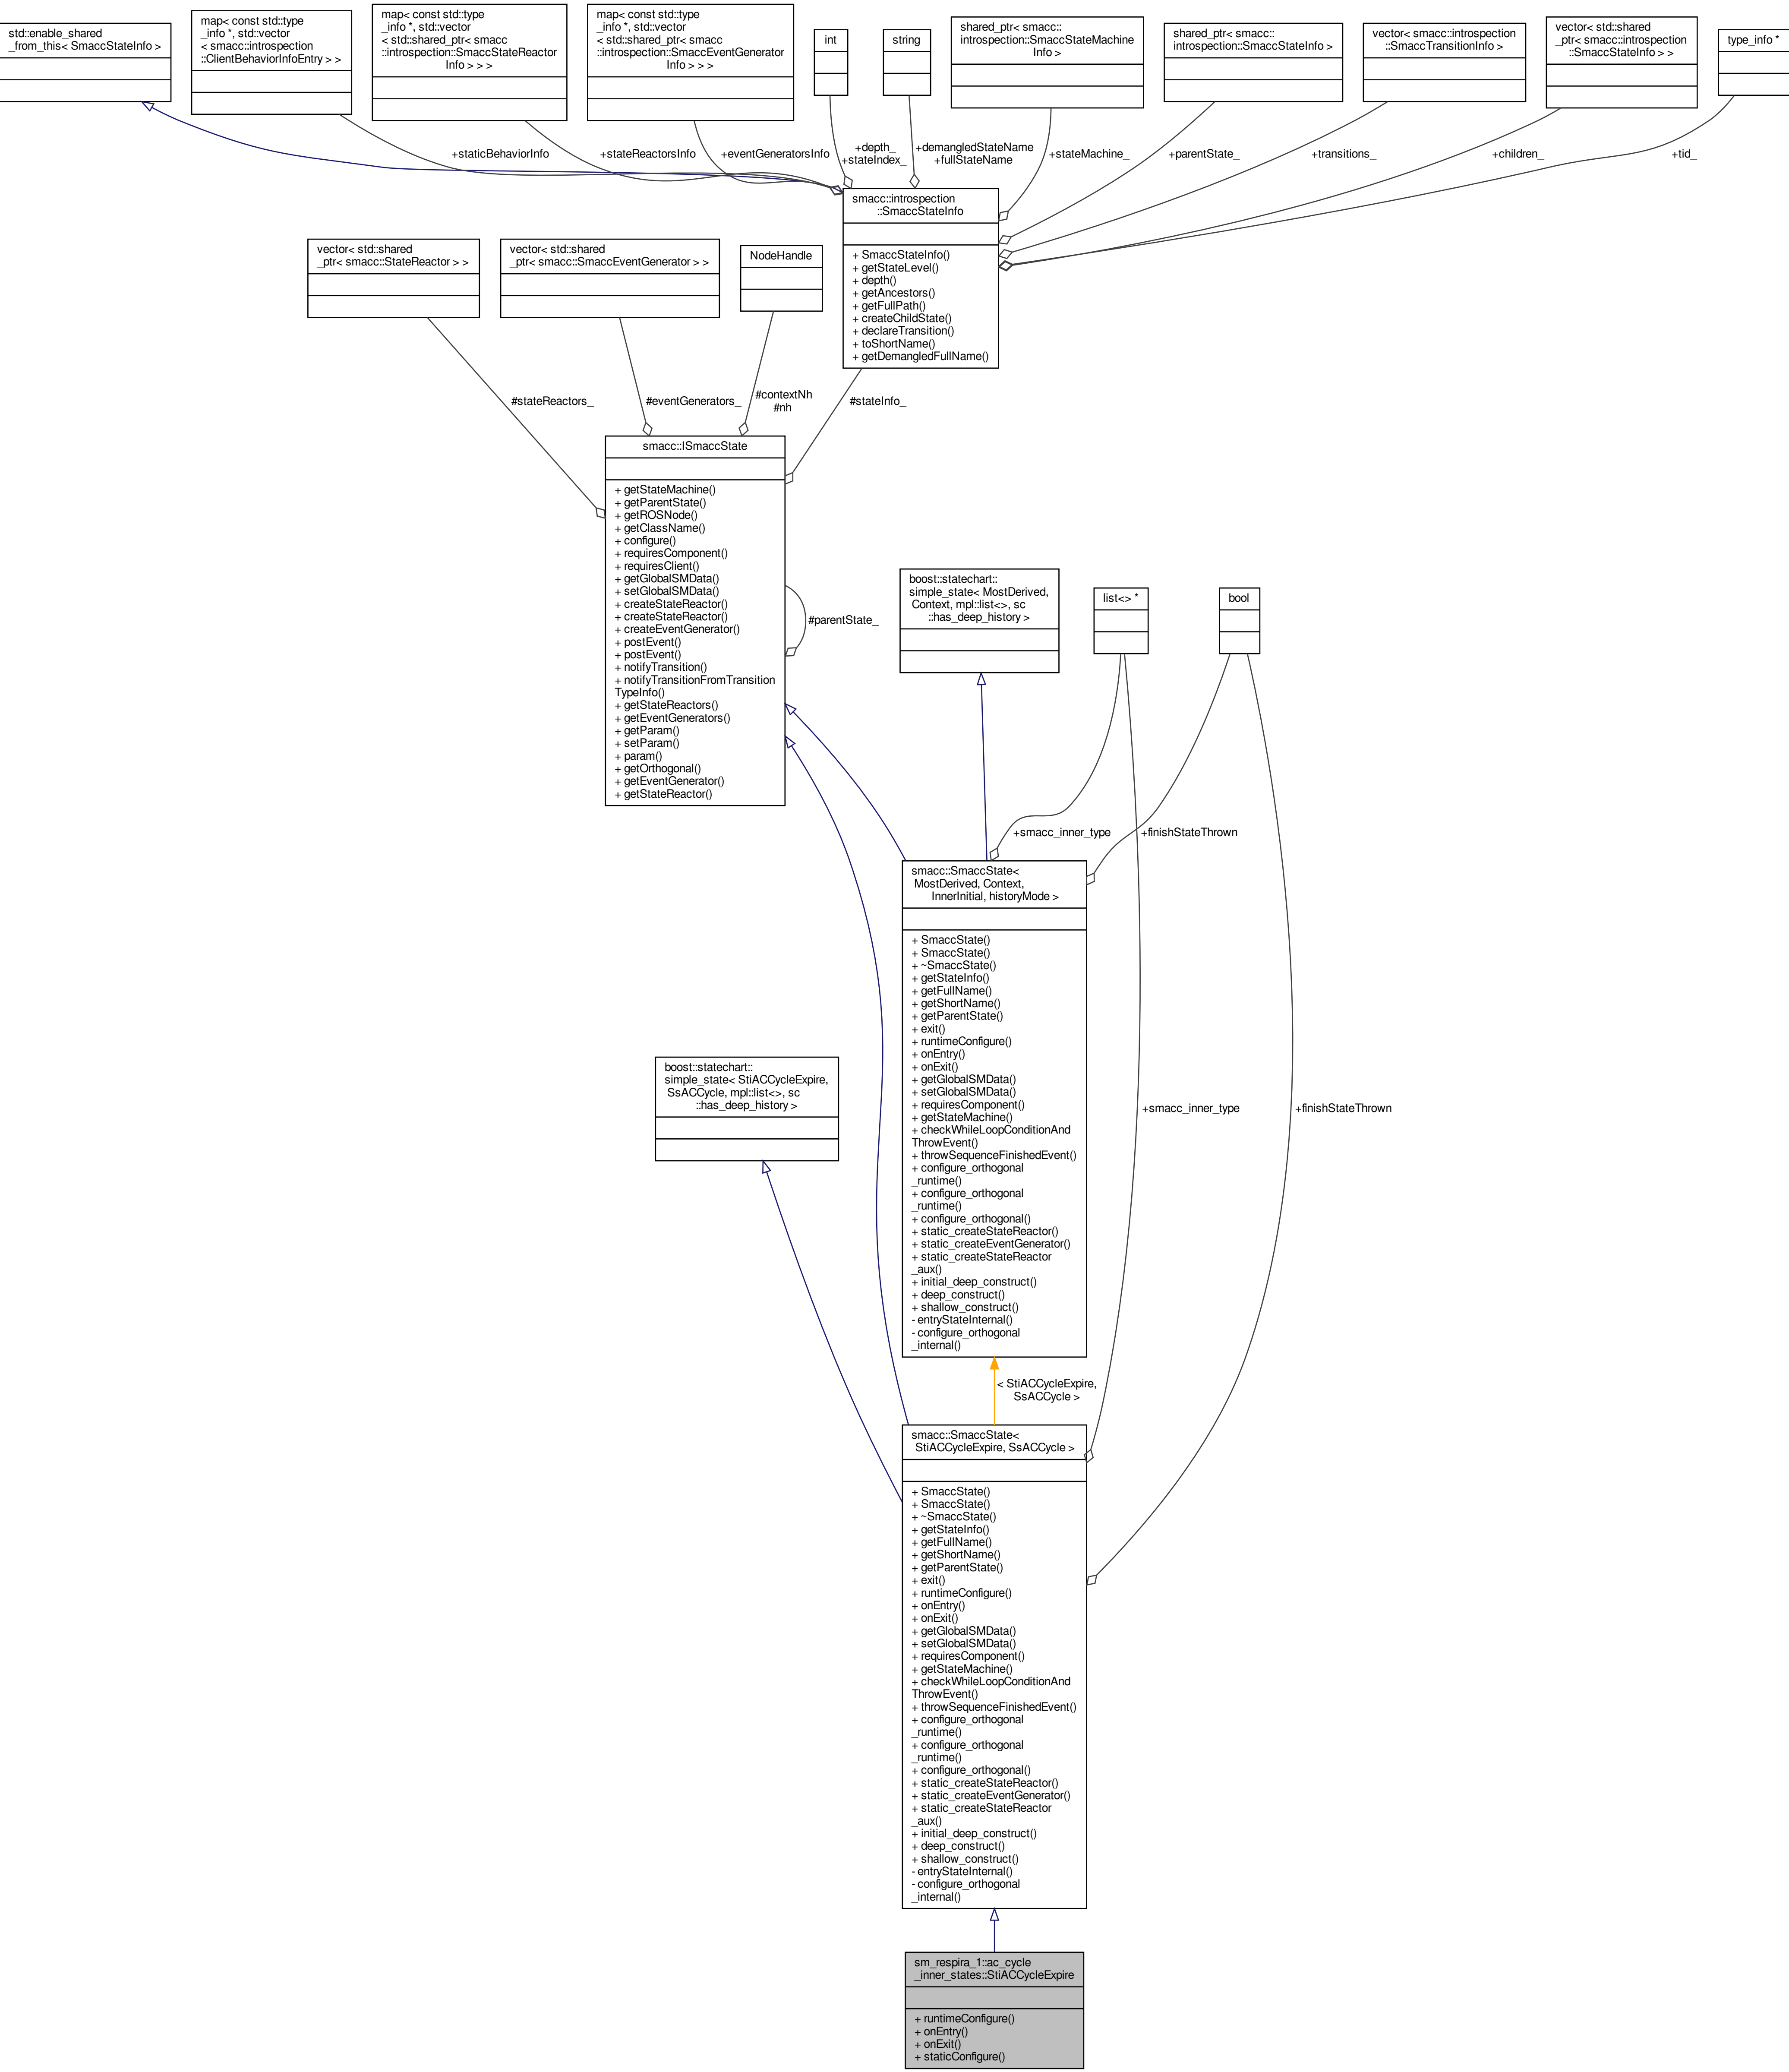 std::enable_shared
_from_this< SmaccStateInfo >
map< const std::type
_info *, std::vector
< smacc::introspection
::ClientBehaviorInfoEntry > >
map< const std::type
_info *, std::vector
< std::shared_ptr< smacc
::introspection::SmaccStateReactor
Info > > >
map< const std::type
_info *, std::vector
< std::shared_ptr< smacc
::introspection::SmaccEventGenerator
Info > > >
int
string
shared_ptr< smacc::
introspection::SmaccStateMachine
Info >
shared_ptr< smacc::
introspection::SmaccStateInfo >
vector< smacc::introspection
::SmaccTransitionInfo >
vector< std::shared
_ptr< smacc::introspection
::SmaccStateInfo > >
type_info *
+staticBehaviorInfo
+stateReactorsInfo
+eventGeneratorsInfo
+depth_
+stateIndex_
+demangledStateName
+fullStateName
+stateMachine_
+parentState_
+transitions_
+children_
+tid_
smacc::introspection
::SmaccStateInfo
+ SmaccStateInfo()
+ getStateLevel()
+ depth()
+ getAncestors()
+ getFullPath()
+ createChildState()
+ declareTransition()
+ toShortName()
+ getDemangledFullName()
vector< std::shared
_ptr< smacc::StateReactor > >
vector< std::shared
_ptr< smacc::SmaccEventGenerator > >
NodeHandle
#stateReactors_
#eventGenerators_
#contextNh
#nh
#stateInfo_
smacc::ISmaccState
+ getStateMachine()
+ getParentState()
+ getROSNode()
+ getClassName()
+ configure()
+ requiresComponent()
+ requiresClient()
+ getGlobalSMData()
+ setGlobalSMData()
+ createStateReactor()
+ createStateReactor()
+ createEventGenerator()
+ postEvent()
+ postEvent()
+ notifyTransition()
+ notifyTransitionFromTransition
TypeInfo()
+ getStateReactors()
+ getEventGenerators()
+ getParam()
+ setParam()
+ param()
+ getOrthogonal()
+ getEventGenerator()
+ getStateReactor()
#parentState_
boost::statechart::
simple_state< MostDerived,
Context, mpl::list<>, sc
::has_deep_history >
list<> *
bool
+smacc_inner_type
+finishStateThrown
smacc::SmaccState<
MostDerived, Context,
InnerInitial, historyMode >
+ SmaccState()
+ SmaccState()
+ ~SmaccState()
+ getStateInfo()
+ getFullName()
+ getShortName()
+ getParentState()
+ exit()
+ runtimeConfigure()
+ onEntry()
+ onExit()
+ getGlobalSMData()
+ setGlobalSMData()
+ requiresComponent()
+ getStateMachine()
+ checkWhileLoopConditionAnd
ThrowEvent()
+ throwSequenceFinishedEvent()
+ configure_orthogonal
_runtime()
+ configure_orthogonal
_runtime()
+ configure_orthogonal()
+ static_createStateReactor()
+ static_createEventGenerator()
+ static_createStateReactor
_aux()
+ initial_deep_construct()
+ deep_construct()
+ shallow_construct()
- entryStateInternal()
- configure_orthogonal
_internal()
boost::statechart::
simple_state< StiACCycleExpire,
SsACCycle, mpl::list<>, sc
::has_deep_history >
+smacc_inner_type
+finishStateThrown
< StiACCycleExpire,
SsACCycle >
smacc::SmaccState<
StiACCycleExpire, SsACCycle >
+ SmaccState()
+ SmaccState()
+ ~SmaccState()
+ getStateInfo()
+ getFullName()
+ getShortName()
+ getParentState()
+ exit()
+ runtimeConfigure()
+ onEntry()
+ onExit()
+ getGlobalSMData()
+ setGlobalSMData()
+ requiresComponent()
+ getStateMachine()
+ checkWhileLoopConditionAnd
ThrowEvent()
+ throwSequenceFinishedEvent()
+ configure_orthogonal
_runtime()
+ configure_orthogonal
_runtime()
+ configure_orthogonal()
+ static_createStateReactor()
+ static_createEventGenerator()
+ static_createStateReactor
_aux()
+ initial_deep_construct()
+ deep_construct()
+ shallow_construct()
- entryStateInternal()
- configure_orthogonal
_internal()
sm_respira_1::ac_cycle
_inner_states::StiACCycleExpire
+ runtimeConfigure()
+ onEntry()
+ onExit()
+ staticConfigure()